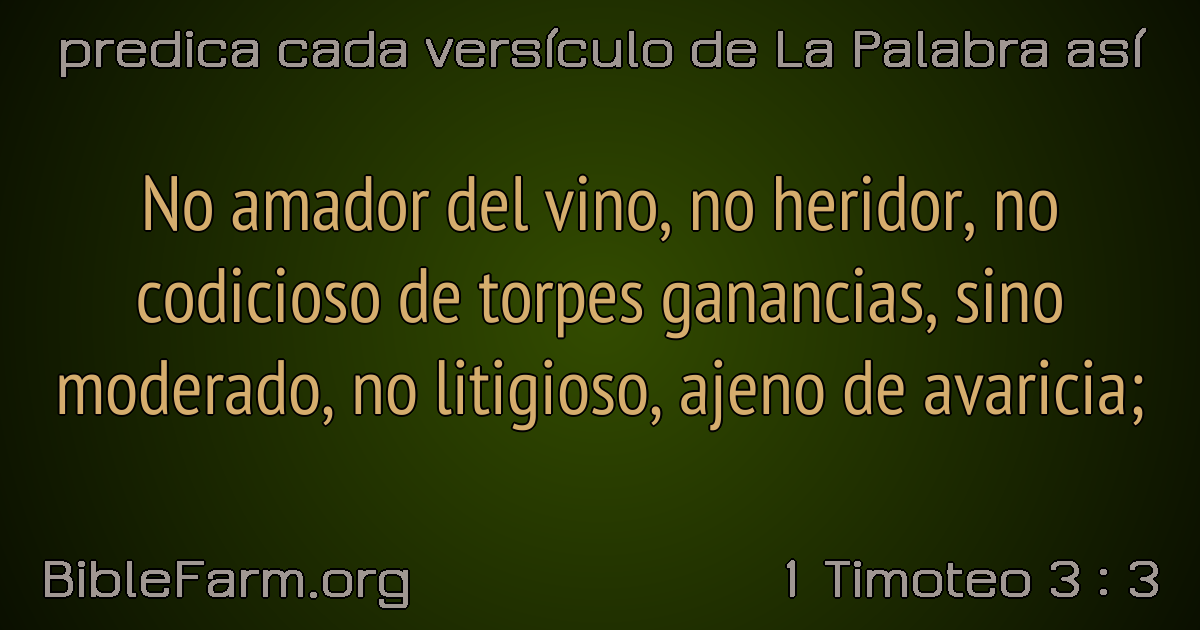 predica cada versículo de La Palabra así
No amador del vino, no heridor, no
codicioso de torpes ganancias, sino
moderado, no litigioso, ajeno de avaricia;
BibleFarm.org
1 Timoteo 3 : 3